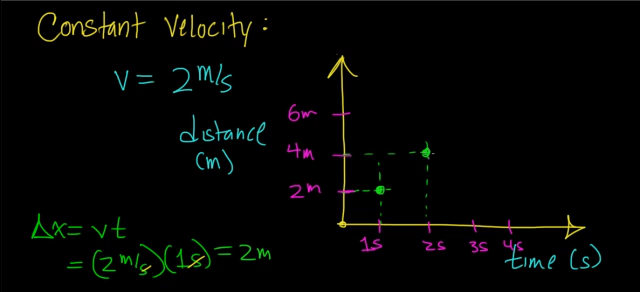 Constant Velocity:
v = 2 m/s
distance
(m)
6m
4m
2m
1s 2s 3s 4s
time (s)
Δx = vt
= (2 m/s)(1s) = 2m